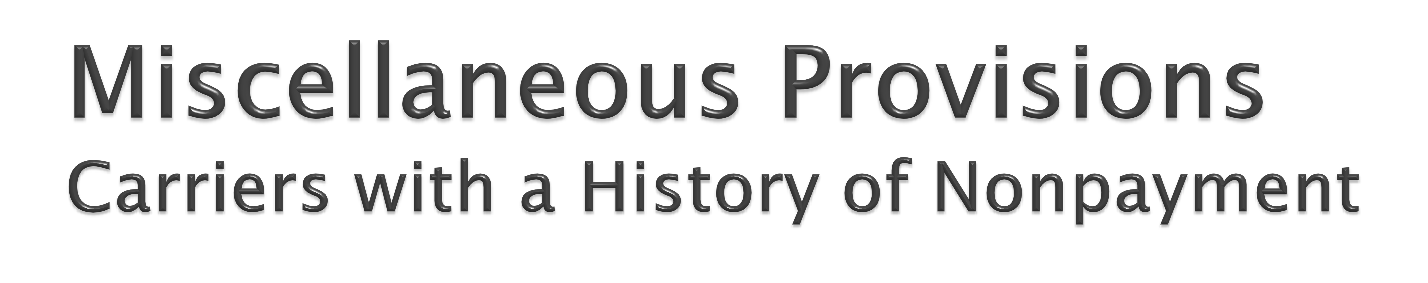 Miscellaneous Provisions
Carriers with a History of Nonpayment